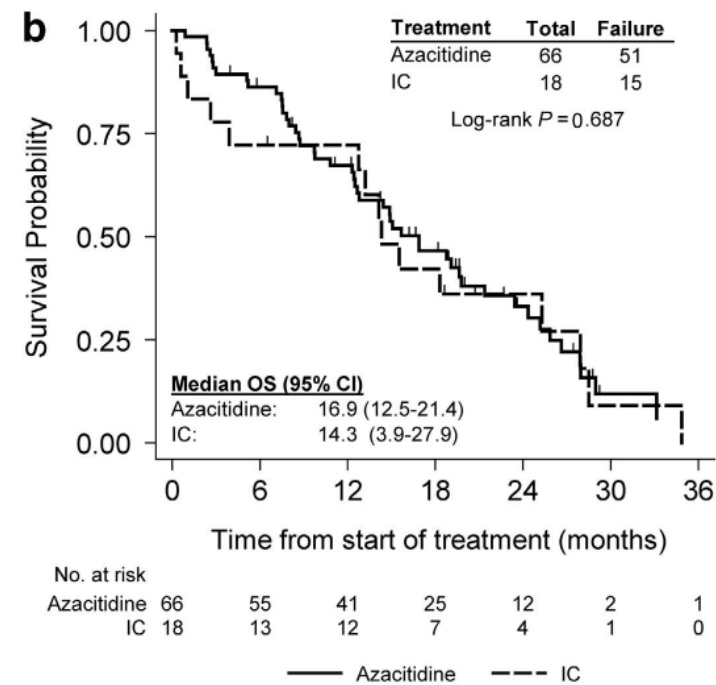 b
Treatment Total Failure
Azacitidine 66 51
IC 18 15
Log-rank P = 0.687
1.00
0.75
0.50
0.25
0.00
Survival Probability
Median OS (95% CI)
Azacitidine: 16.9 (12.5-21.4)
IC: 14.3 (3.9-27.9)
0 6 12 18 24 30 36
Time from start of treatment (months)
No. at risk
Azacitidine 66 55 41 25 12 2 1
IC 18 13 12 7 4 1 0
Azacitidine IC